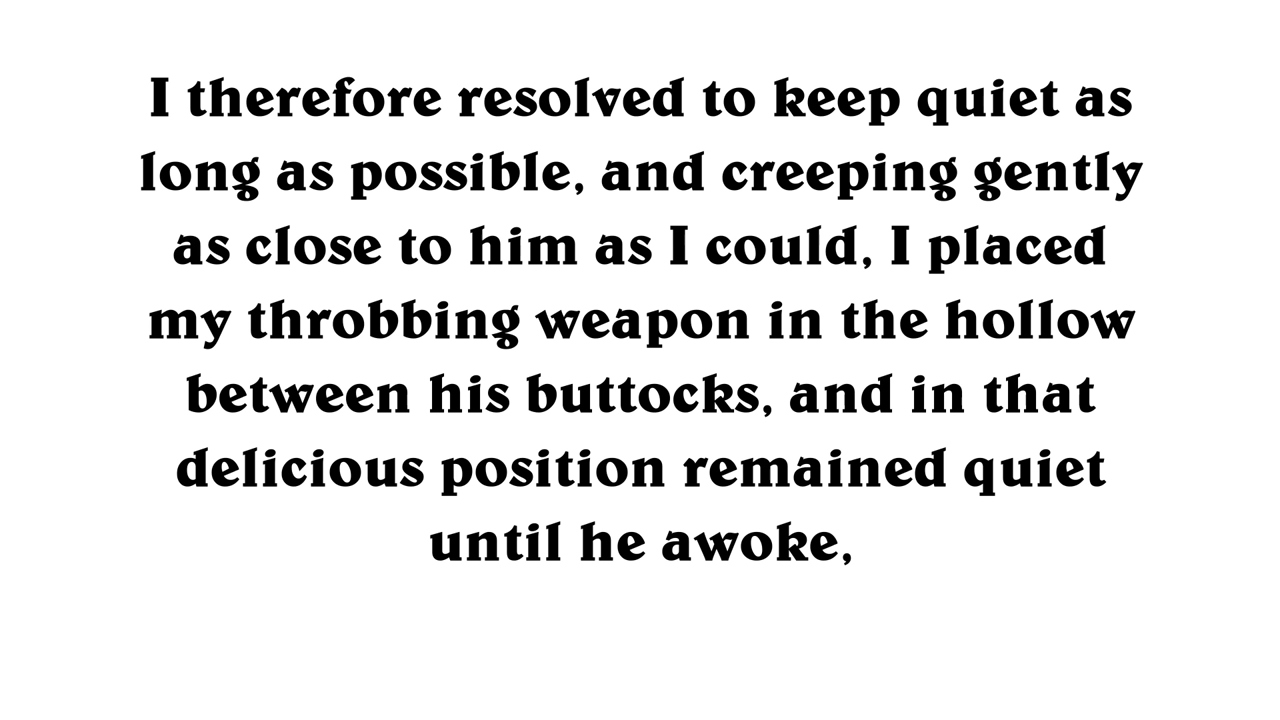 I therefore resolved to keep quiet as
long as possible, and creeping gently
as close to him as I could, I placed
my throbbing weapon in the hollow
between his buttocks, and in that
delicious position remained quiet
until he awoke,